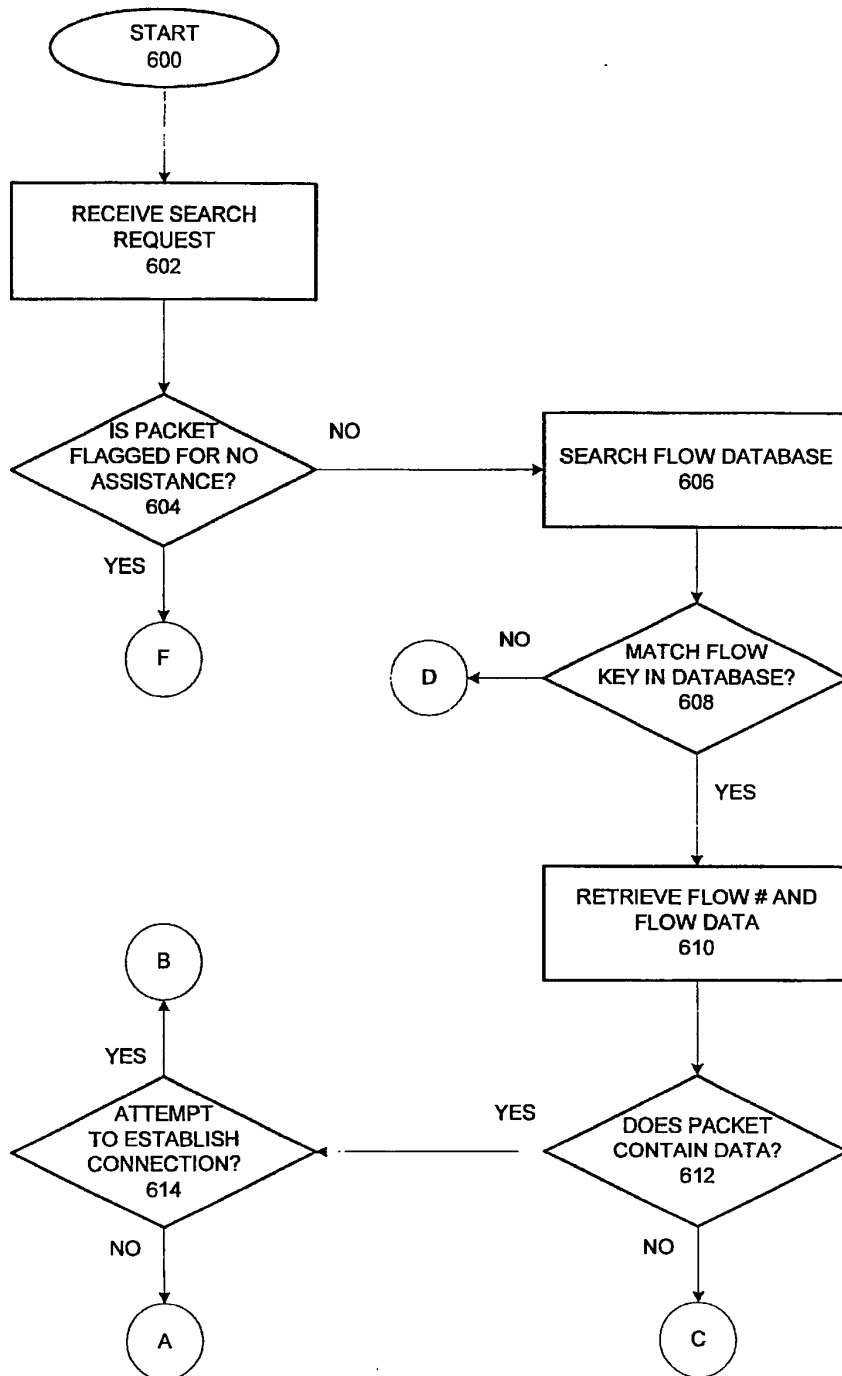 START
600
RECEIVE SEARCH
REQUEST
602
IS PACKET
FLAGGED FOR NO
ASSISTANCE?
604
NO
YES
F
SEARCH FLOW DATABASE
606
MATCH FLOW
KEY IN DATABASE?
608
NO
D
YES
RETRIEVE FLOW # AND
FLOW DATA
610
DOES PACKET
CONTAIN DATA?
612
YES
NO
C
ATTEMPT
TO ESTABLISH
CONNECTION?
614
YES
B
NO
A